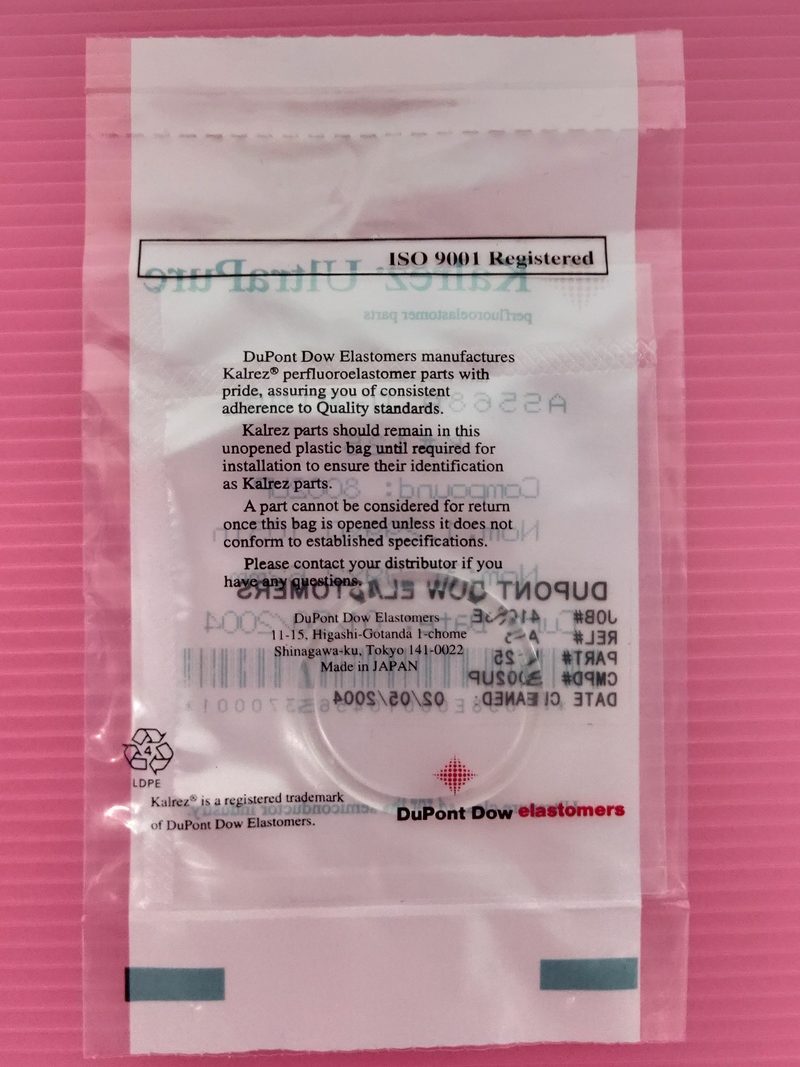 ISO 9001 Registered
Kalrez UltraPure
perfluoroelastomer parts
DuPont Dow Elastomers manufactures
Kalrez® perfluoroelastomer parts with
pride, assuring you of consistent
adherence to Quality standards.
AS568
Kalrez parts should remain in this
unopened plastic bag until required for
installation to ensure their identification
as Kalrez parts.
Compound:
A part cannot be considered for return
once this bag is opened unless it does not
conform to established specifications.
Please contact your distributor if you
have any questions.
DUPONT DOW ELASTOMERS
DuPont Dow Elastomers
11-15, Higashi-Gotanda 1-chome
Shinagawa-ku, Tokyo 141-0022
Made in JAPAN
JOB#
REL#
PART# 25
CMPD#
DATE CLEANED: 02/05/2004
4
LDPE
Kalrez® is a registered trademark
of DuPont Dow Elastomers.
DuPont Dow elastomers
semiconductor industry